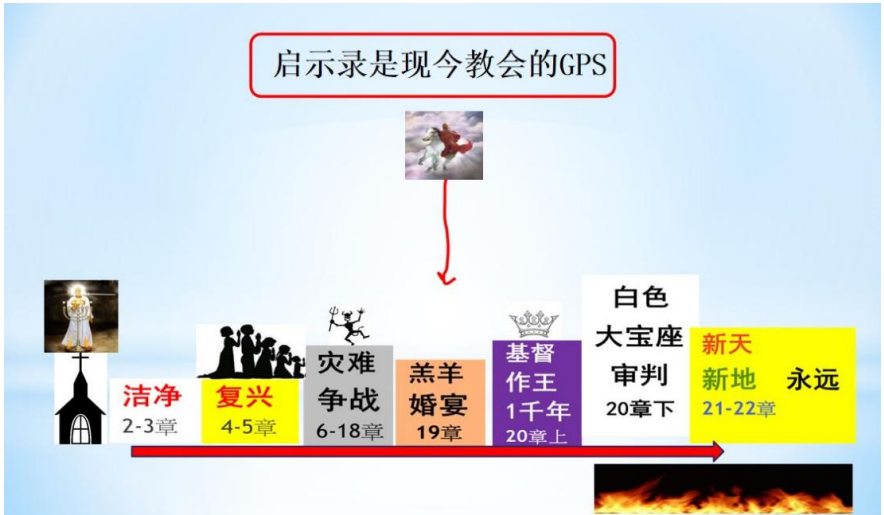 启示录是现今教会的GPS
洁净
2-3章
复兴
4-5章
灾难
争战
6-18章
羔羊
婚宴
19章
基督
作王
1千年
20章上
白色
大宝座
审判
20章下
新天
新地
21-22章
永远